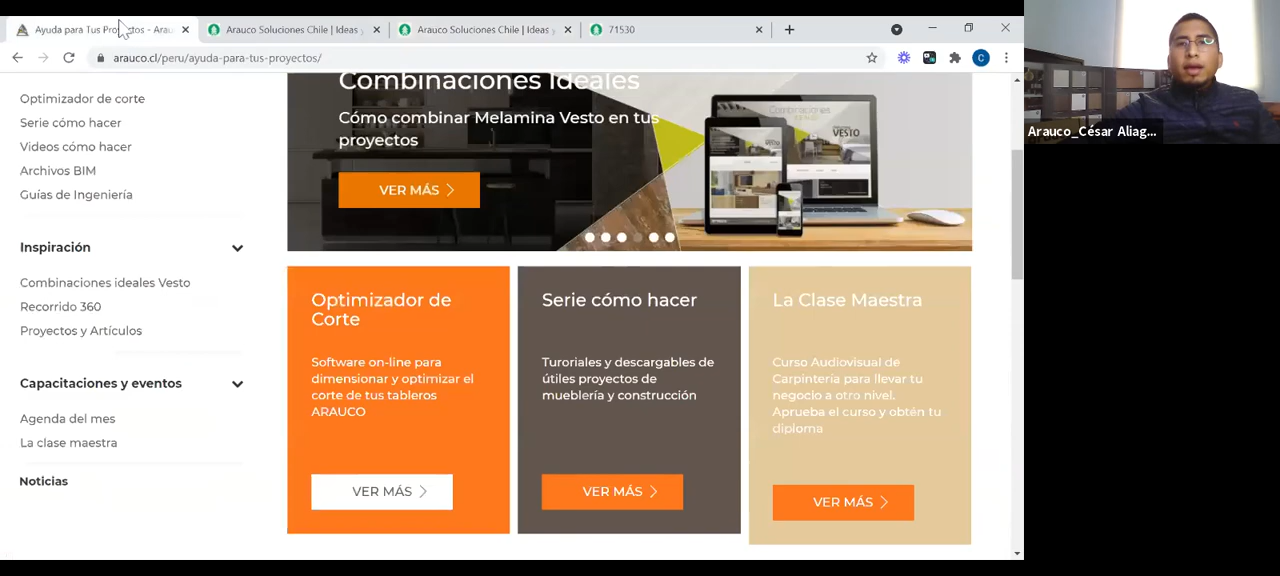 Ayuda para Tus Proyectos - Arau
Arauco Soluciones Chile | Ideas y
Arauco Soluciones Chile | Ideas y
71530
arauco.cl/peru/ayuda-para-tus-proyectos/
C
Optimizador de corte
Serie cómo hacer
Videos cómo hacer
Archivos BIM
Guías de Ingeniería
Inspiración
Combinaciones ideales Vesto
Recorrido 360
Proyectos y Artículos
Capacitaciones y eventos
Agenda del mes
La clase maestra
Noticias
Combinaciones Ideales
Cómo combinar Melamina Vesto en tus
proyectos
VER MÁS
Combinaciones
VESTO
Optimizador de
Corte
Software on-line para
dimensionar y optimizar el
corte de tus tableros
ARAUCO
VER MÁS
Serie cómo hacer
Turoriales y descargables de
útiles proyectos de
mueblería y construcción
VER MÁS
La Clase Maestra
Curso Audiovisual de
Carpintería para llevar tu
negocio a otro nivel.
Aprueba el curso y obtén tu
diploma
VER MÁS
Arauco_César Aliag...